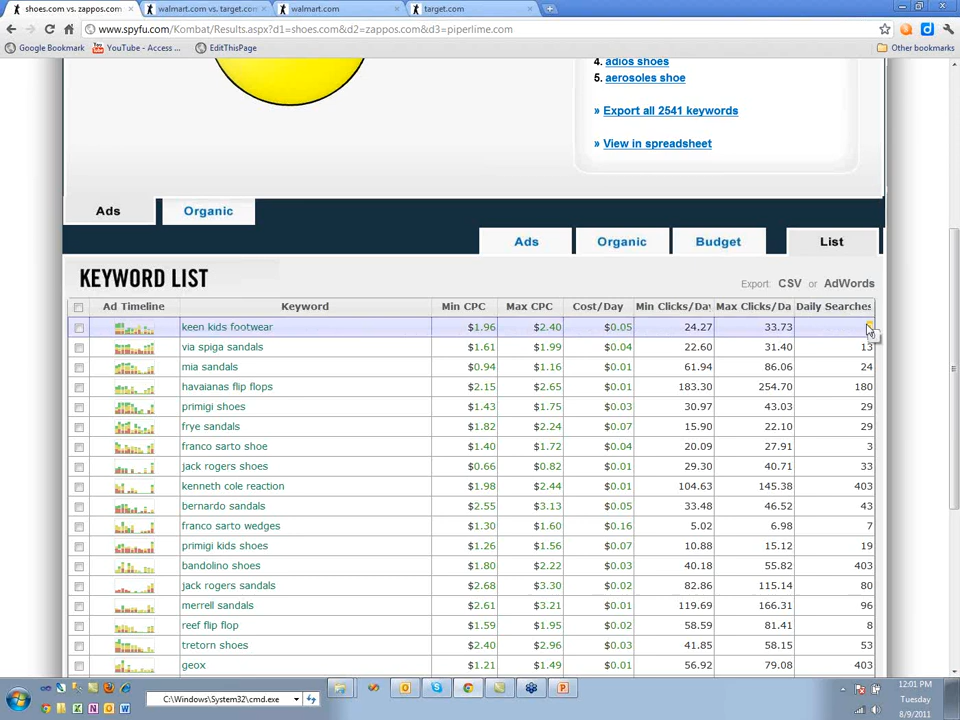 shoes.com vs. zappos.com
walmart.com vs. target.com
walmart.com
target.com
www.spyfu.com/Kombat/Results.aspx?d1=shoes.com&d2=zappos.com&d3=piperlime.com
Google Bookmark
YouTube - Access ...
EditThisPage
Other bookmarks
4. adios shoes
5. aerosoles shoe
» Export all 2541 keywords
» View in spreadsheet
Ads Organic
Ads Organic Budget List
KEYWORD LIST
Export: CSV or AdWords
Ad Timeline Keyword Min CPC Max CPC Cost/Day Min Clicks/Day Max Clicks/Da Daily Searches
keen kids footwear $1.96 $2.40 $0.05 24.27 33.73
via spiga sandals $1.61 $1.99 $0.04 22.60 31.40 13
mia sandals $0.94 $1.16 $0.01 61.94 86.06 24
havaianas flip flops $2.15 $2.65 $0.01 183.30 254.70 180
primigi shoes $1.43 $1.75 $0.03 30.97 43.03 29
frye sandals $1.82 $2.24 $0.07 15.90 22.10 29
franco sarto shoe $1.40 $1.72 $0.04 20.09 27.91 3
jack rogers shoes $0.66 $0.82 $0.01 29.30 40.71 33
kenneth cole reaction $1.98 $2.44 $0.01 104.63 145.38 403
bernardo sandals $2.55 $3.13 $0.05 33.48 46.52 43
franco sarto wedges $1.30 $1.60 $0.16 5.02 6.98 7
primigi kids shoes $1.26 $1.56 $0.07 10.88 15.12 19
bandolino shoes $1.80 $2.22 $0.03 40.18 55.82 403
jack rogers sandals $2.68 $3.30 $0.02 82.86 115.14 80
merrell sandals $2.61 $3.21 $0.01 119.69 166.31 96
reef flip flop $1.59 $1.95 $0.02 58.59 81.41 8
tretorn shoes $2.40 $2.96 $0.03 41.85 58.15 53
geox $1.21 $1.49 $0.01 56.92 79.08 403
C:\Windows\System32\cmd.exe
12:01 PM
Tuesday
8/9/2011